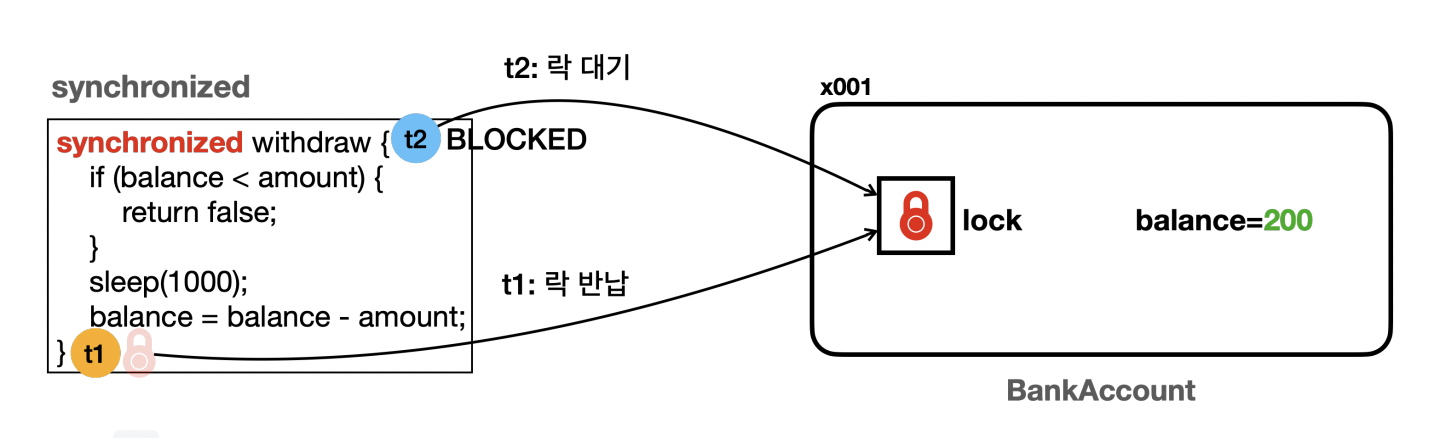 synchronized
synchronized withdraw {
if (balance < amount) {
return false;
}
sleep(1000);
balance = balance - amount;
}
t1
t2
BLOCKED
t2: 락 대기
t1: 락 반납
x001
lock
balance=200
BankAccount